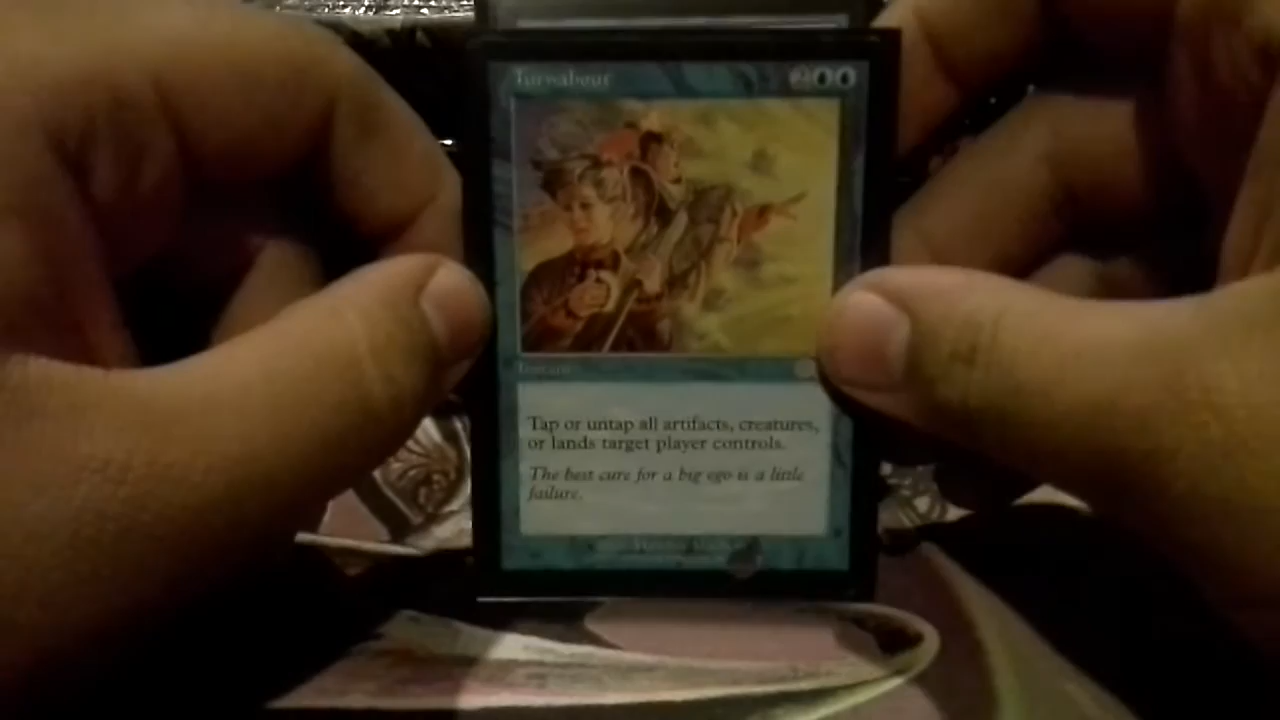 Turnabout 2
Instant
Tap or untap all artifacts, creatures,
or lands target player controls.
The best cure for a big ego is a little
failure.